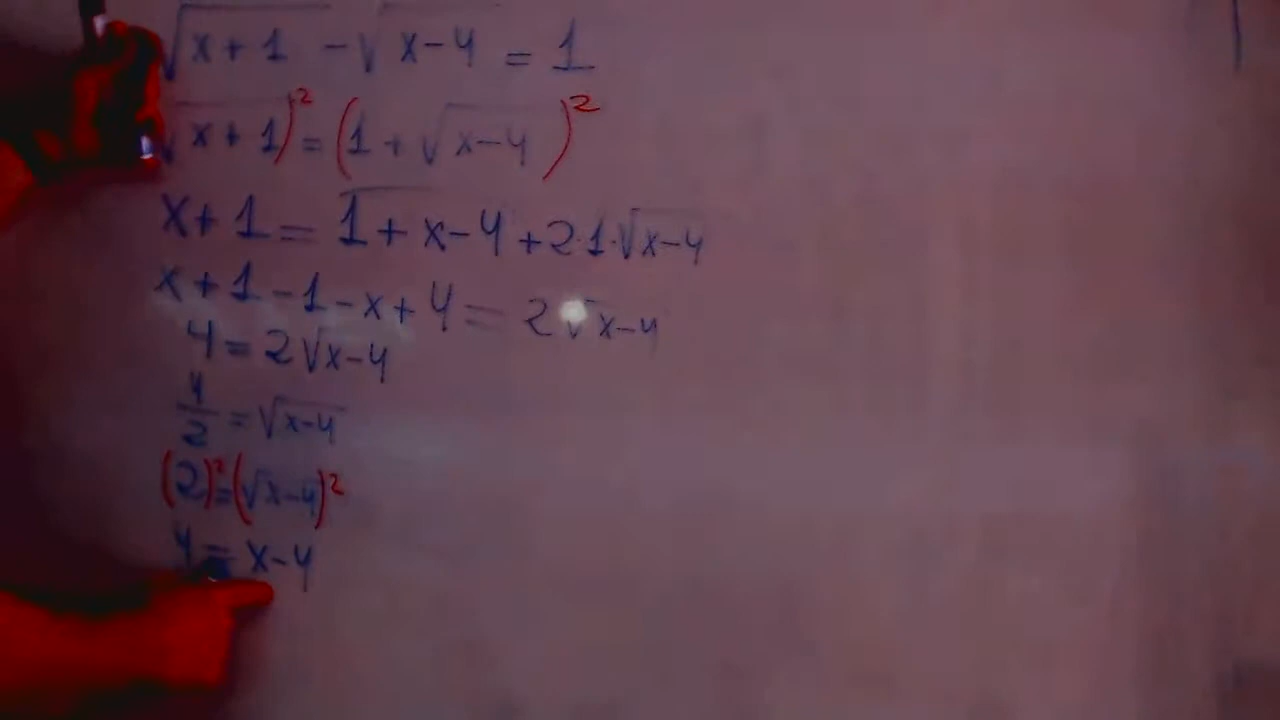 √x+1 - √x-4 = 1
√x+1)² = (1 + √x-4)²
x+1 = 1+x-4+2·1·√x-4
x+1-1-x+4 = 2√x-4
4 = 2√x-4
4/2 = √x-4
(2)² = (√x-4)²
4 = x-4